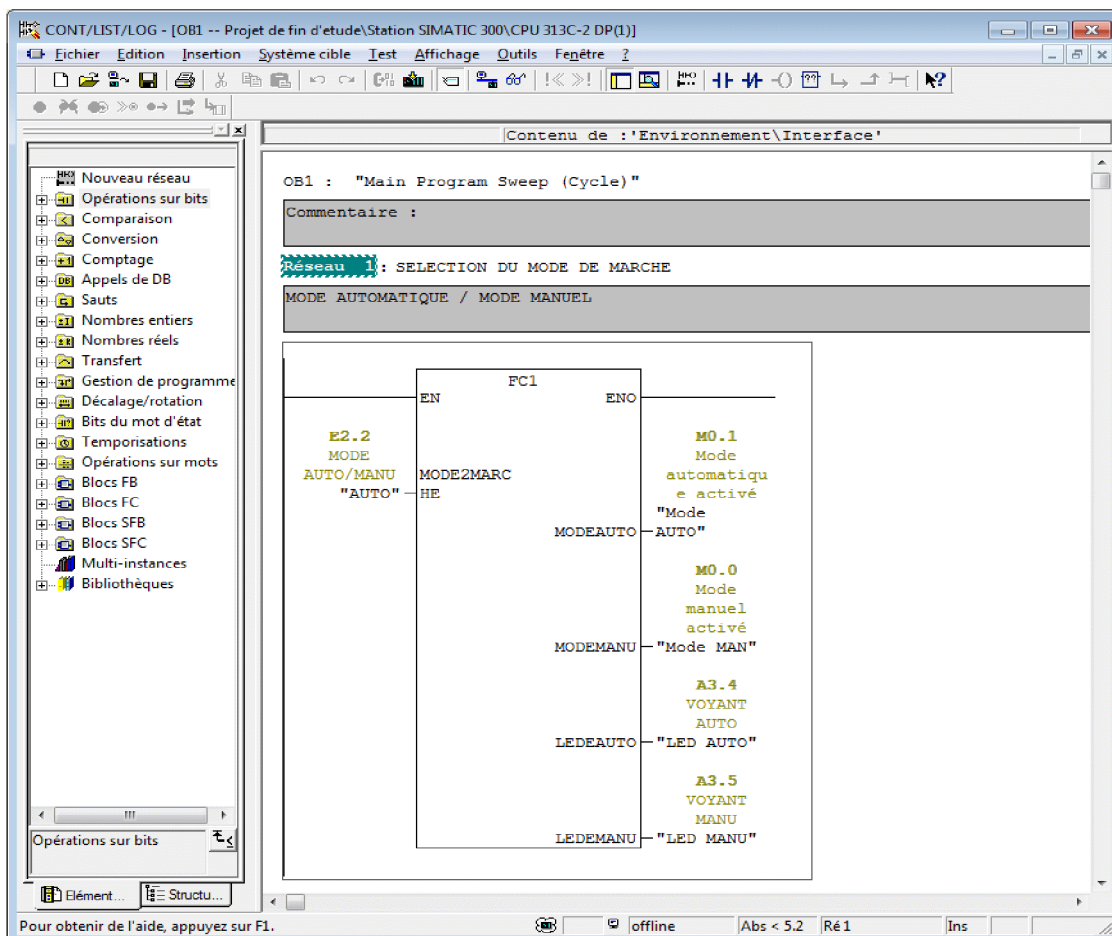 CONT/LIST/LOG - [OB1 -- Projet de fin d'etude\Station SIMATIC 300\CPU 313C-2 DP(1)]
Fichier Edition Insertion Système cible Test Affichage Outils Fenêtre ?
Contenu de :'Environnement\Interface'
Nouveau réseau
Opérations sur bits
Comparaison
Conversion
Comptage
Appels de DB
Sauts
Nombres entiers
Nombres réels
Transfert
Gestion de programme
Décalage/rotation
Bits du mot d'état
Temporisations
Opérations sur mots
Blocs FB
Blocs FC
Blocs SFB
Blocs SFC
Multi-instances
Bibliothèques
Opérations sur bits
Elément...
Structu...
OB1 : "Main Program Sweep (Cycle)"
Commentaire :
Réseau 1 : SELECTION DU MODE DE MARCHE
MODE AUTOMATIQUE / MODE MANUEL
FC1
EN ENO
E2.2
MODE
AUTO/MANU
"AUTO"
MODE2MARC
HE
M0.1
Mode
automatiqu
e activé
"Mode
MODEAUTO AUTO"
M0.0
Mode
manuel
activé
MODEMANU "Mode MAN"
A3.4
VOYANT
AUTO
LEDEAUTO "LED AUTO"
A3.5
VOYANT
MANU
LEDEMANU "LED MANU"
Pour obtenir de l'aide, appuyez sur F1.
offline
Abs < 5.2
Ré 1
Ins